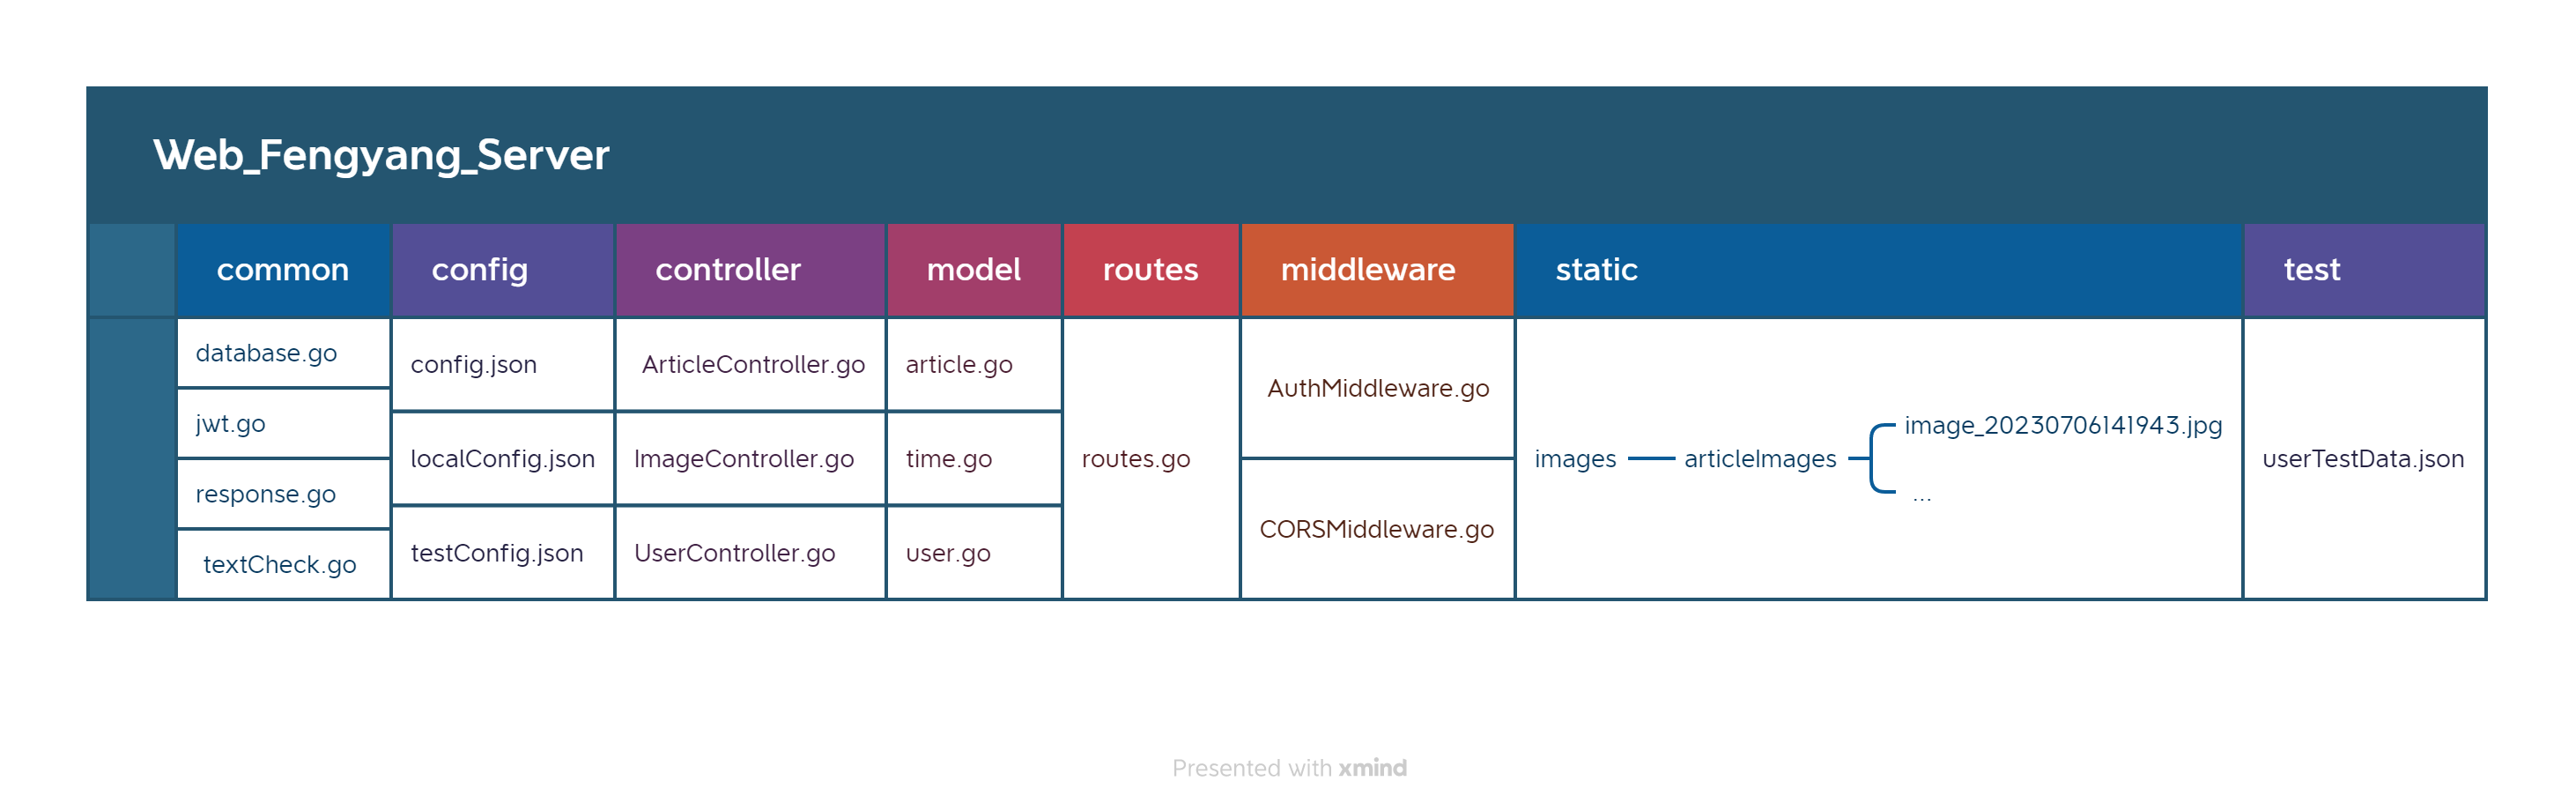 Web_Fengyang_Server
common
config
controller
model
routes
middleware
static
test
database.go
jwt.go
response.go
textCheck.go
config.json
localConfig.json
testConfig.json
ArticleController.go
ImageController.go
UserController.go
article.go
time.go
user.go
routes.go
AuthMiddleware.go
CORSMiddleware.go
images
articleImages
image_20230706141943.jpg
...
userTestData.json
Presented with xmind